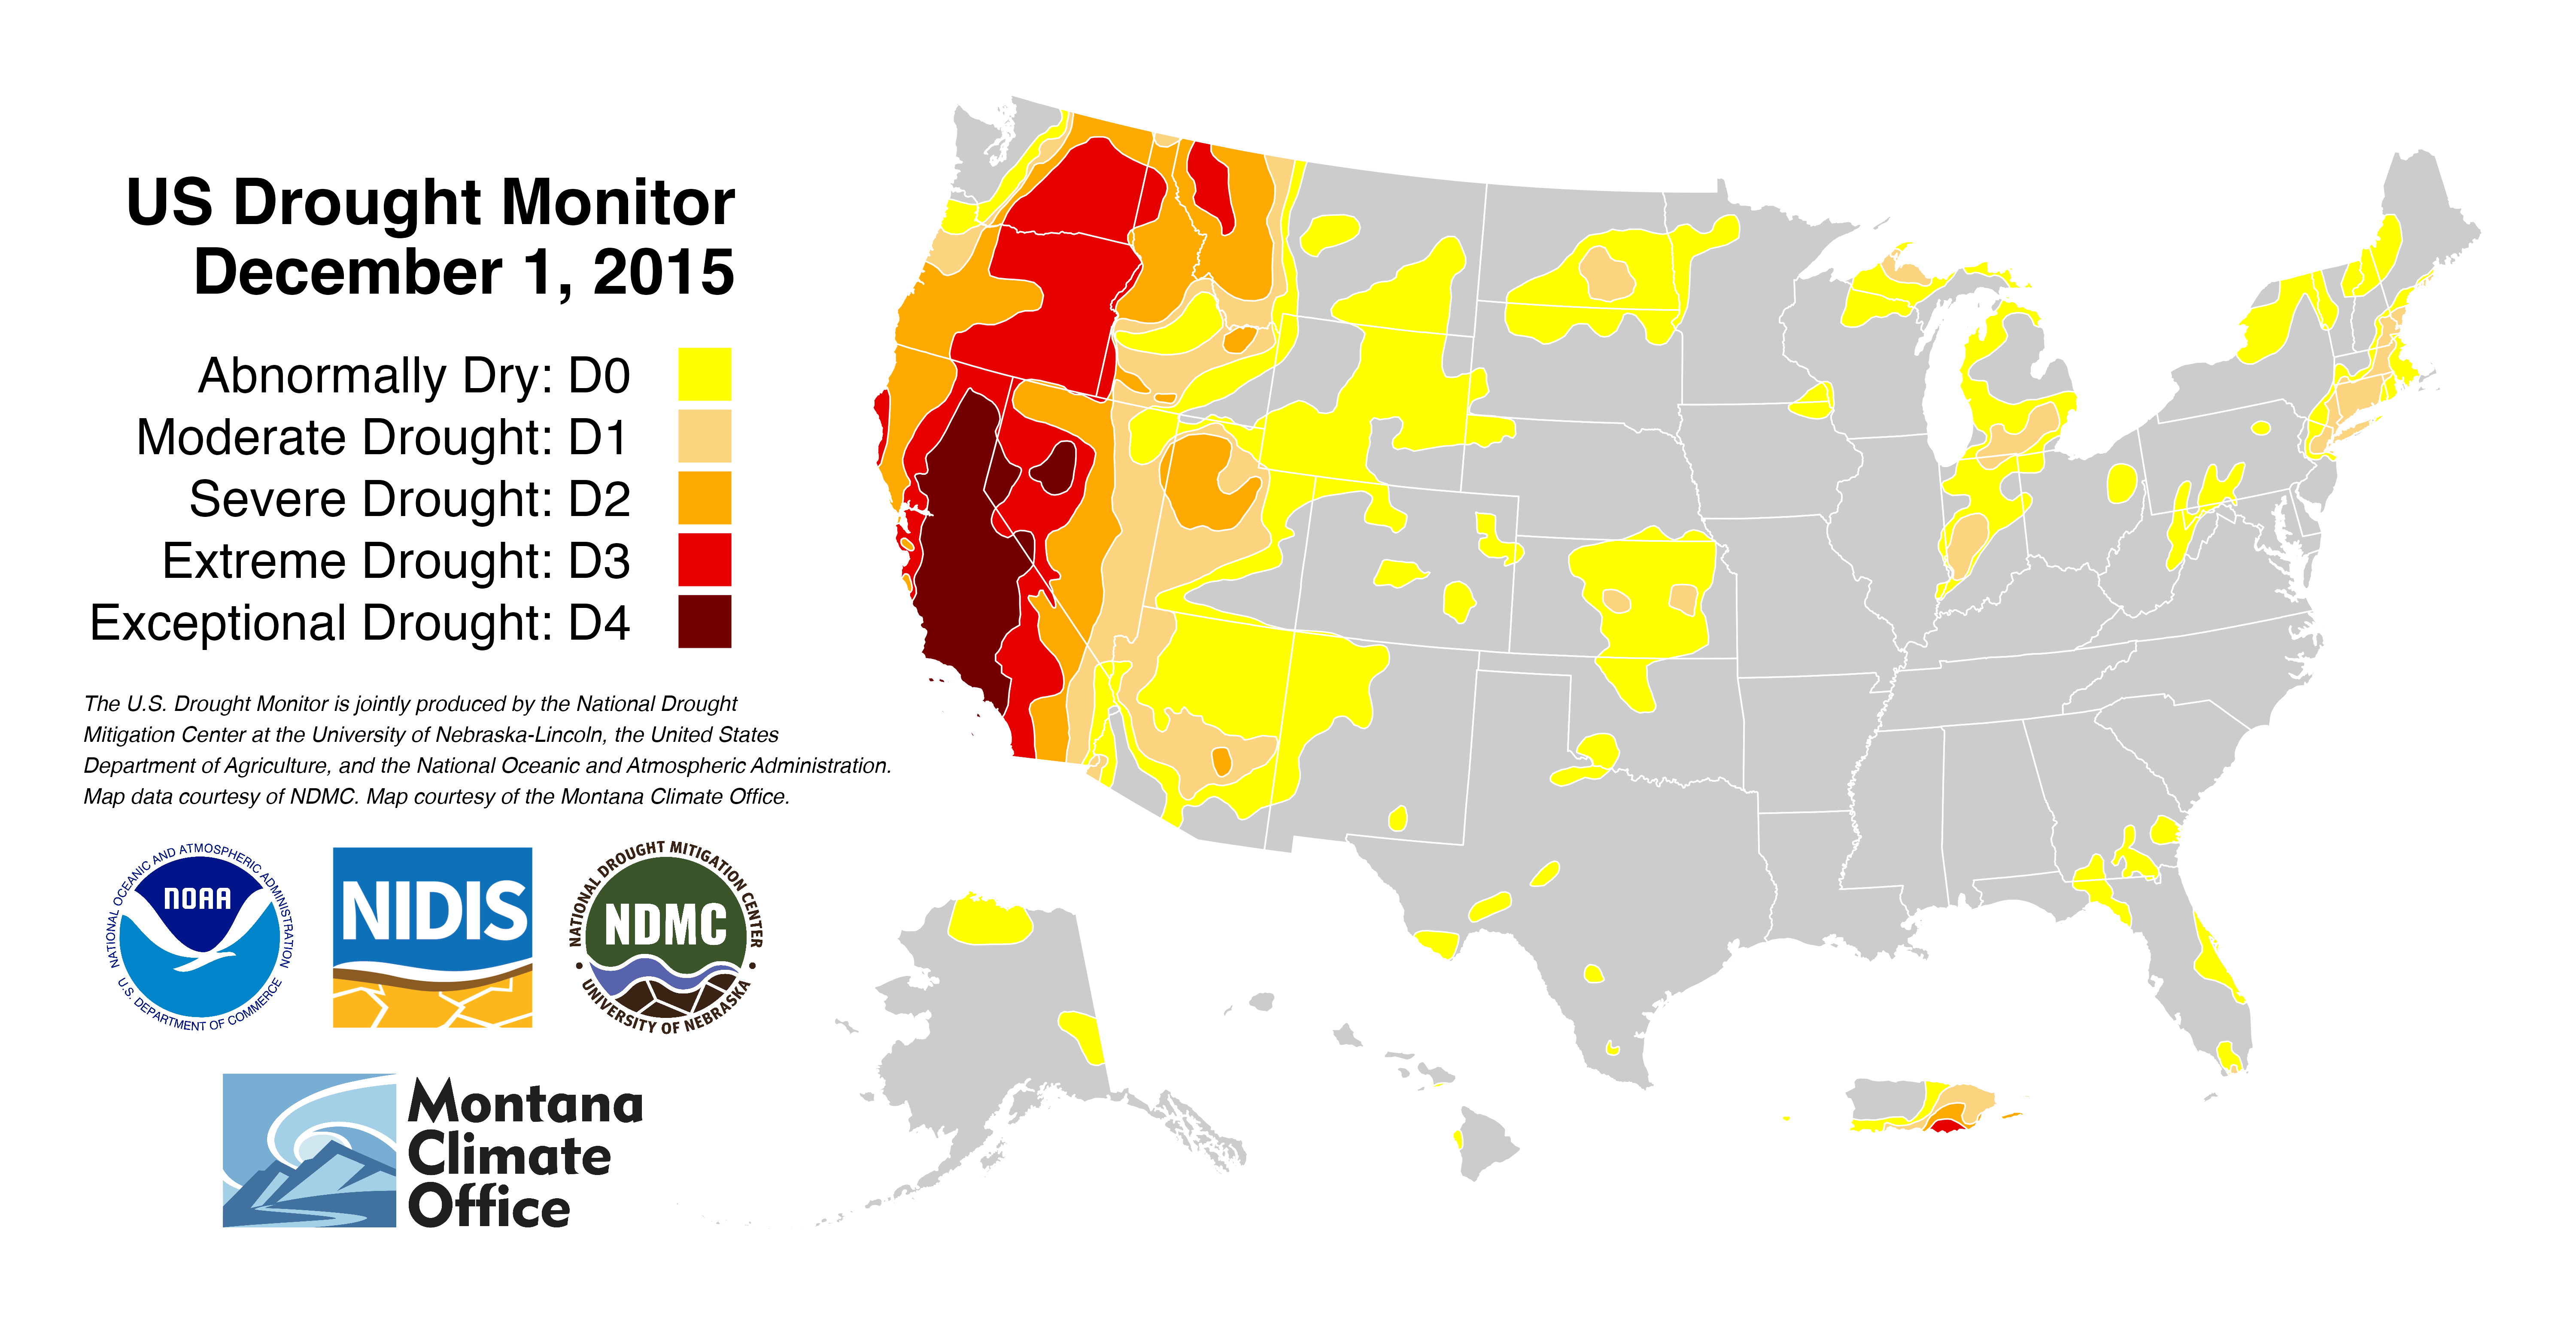 US Drought Monitor
December 1, 2015
Abnormally Dry: D0
Moderate Drought: D1
Severe Drought: D2
Extreme Drought: D3
Exceptional Drought: D4
The U.S. Drought Monitor is jointly produced by the National Drought
Mitigation Center at the University of Nebraska-Lincoln, the United States
Department of Agriculture, and the National Oceanic and Atmospheric Administration.
Map data courtesy of NDMC. Map courtesy of the Montana Climate Office.
NATIONAL OCEANIC AND ATMOSPHERIC ADMINISTRATION
NOAA
U.S. DEPARTMENT OF COMMERCE
NIDIS
NATIONAL DROUGHT MITIGATION CENTER
NDMC
UNIVERSITY OF NEBRASKA
Montana
Climate
Office